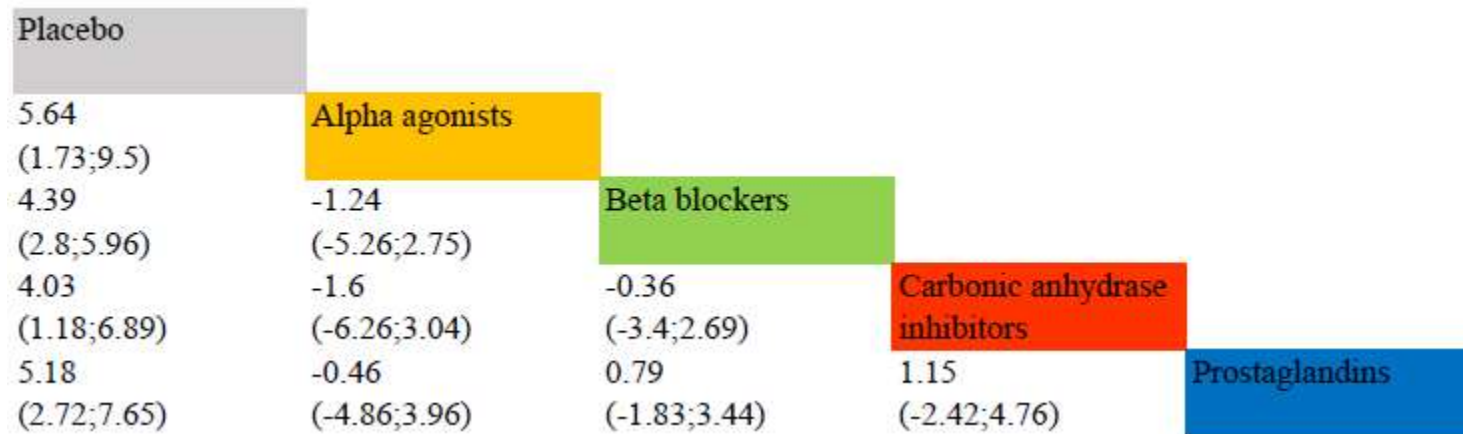 Placebo
5.64 Alpha agonists
(1.73;9.5)
4.39 -1.24 Beta blockers
(2.8;5.96) (-5.26;2.75)
4.03 -1.6 -0.36 Carbonic anhydrase
(1.18;6.89) (-6.26;3.04) (-3.4;2.69) inhibitors
5.18 -0.46 0.79 1.15 Prostaglandins
(2.72;7.65) (-4.86;3.96) (-1.83;3.44) (-2.42;4.76)